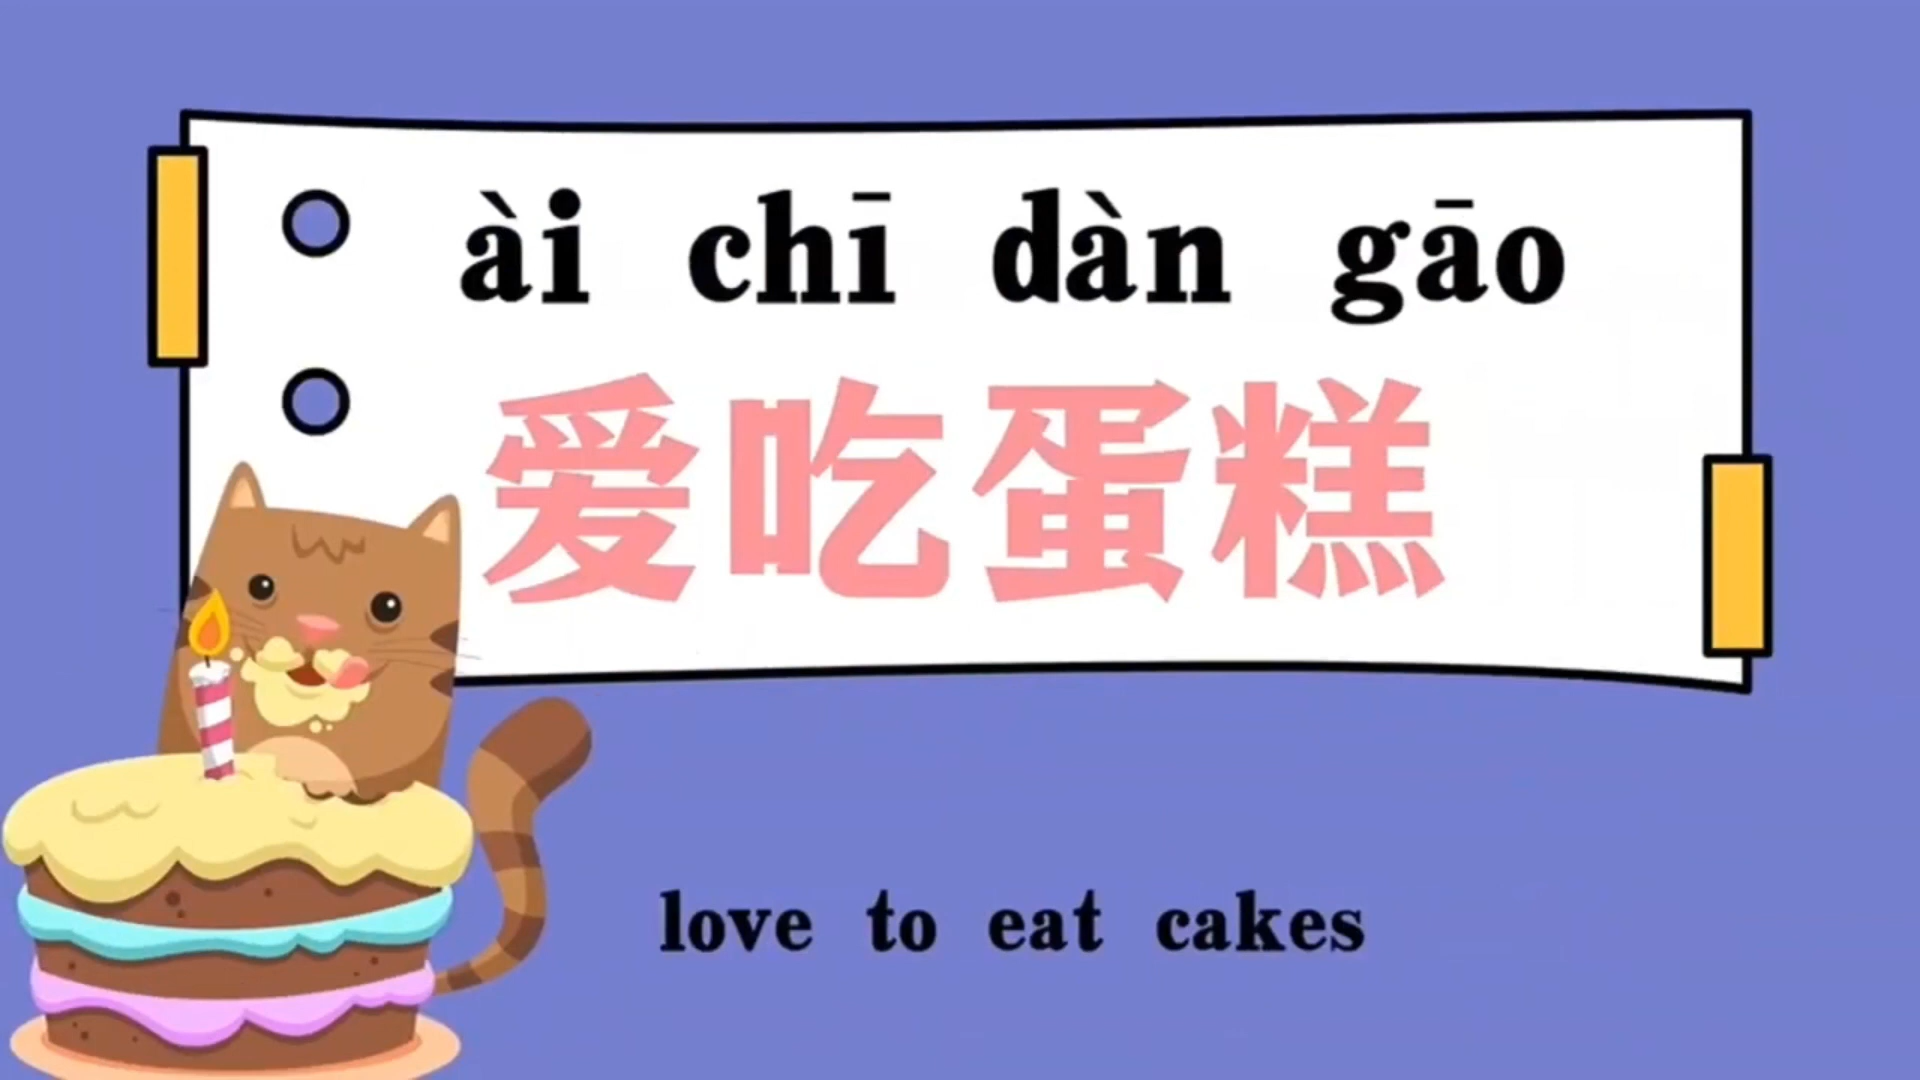 ài chī dàn gāo
爱吃蛋糕
love to eat cakes